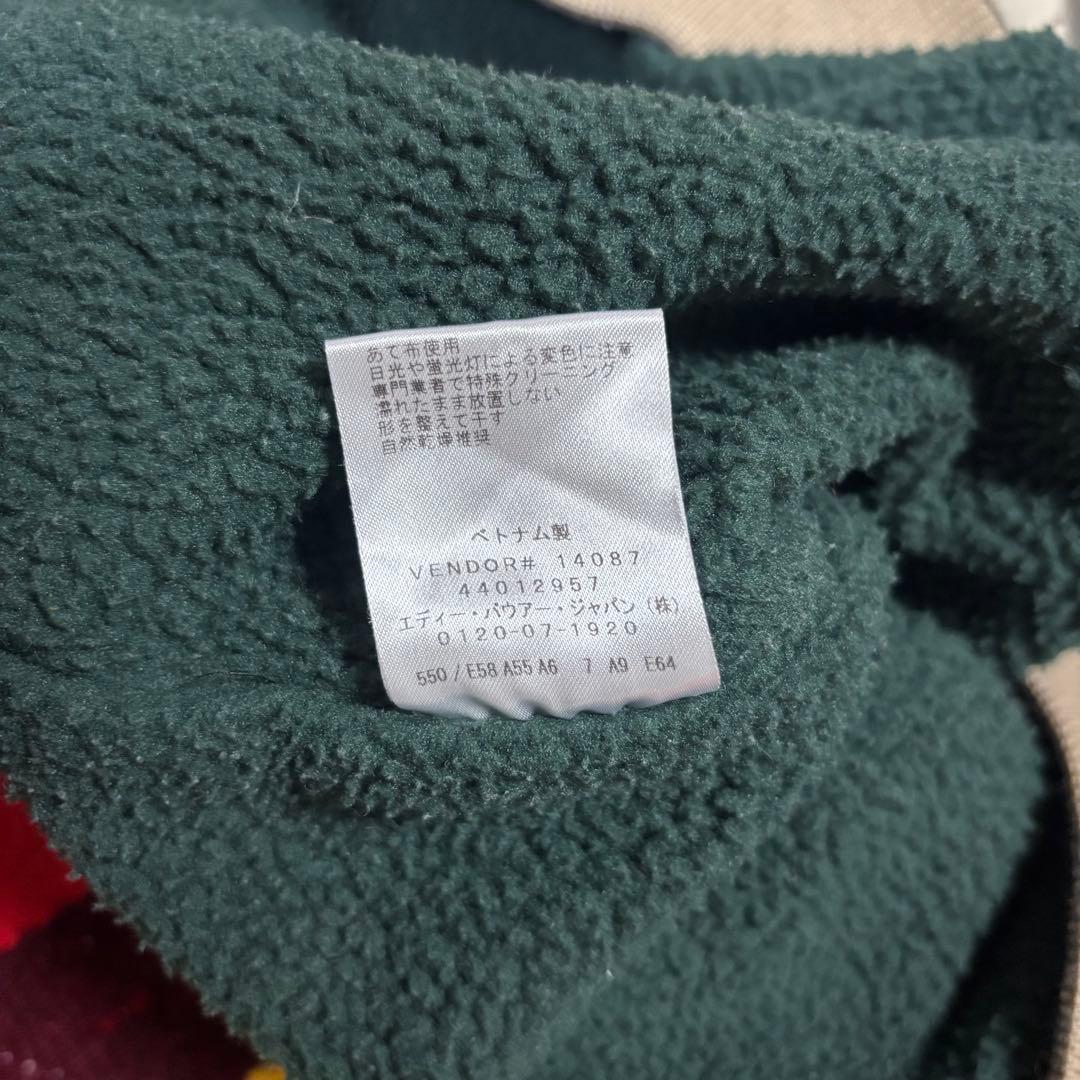 あて布使用
日光や蛍光灯による変色に注意
専門業者で特殊クリーニング
濡れたまま放置しない
形を整えて干す
自然乾燥推奨
ベトナム製
VENDOR# 14087
44012957
エディー・バウアー・ジャパン（株）
0120-07-1920
550 / E58 A55 A6 7 A9 E64